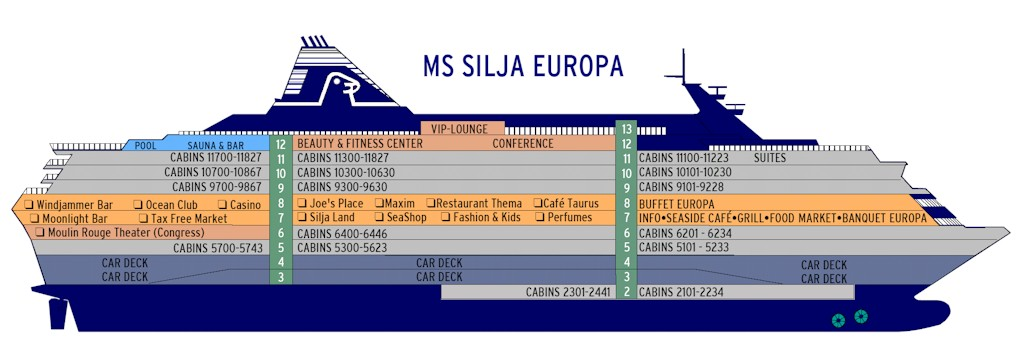 MS SILJA EUROPA
VIP-LOUNGE 13
POOL SAUNA & BAR 12 BEAUTY & FITNESS CENTER CONFERENCE 12
CABINS 11700-11827 11 CABINS 11300-11827 11 CABINS 11100-11223 SUITES
CABINS 10700-10867 10 CABINS 10300-10630 10 CABINS 10101-10230
CABINS 9700-9867 9 CABINS 9300-9630 9 CABINS 9101-9228
Windjammer Bar Ocean Club Casino 8 Joe's Place Maxim Restaurant Thema Café Taurus 8 BUFFET EUROPA
Moonlight Bar Tax Free Market 7 Silja Land SeaShop Fashion & Kids Perfumes 7 INFO•SEASIDE CAFÉ•GRILL•FOOD MARKET•BANQUET EUROPA
Moulin Rouge Theater (Congress) 6 CABINS 6400-6446 6 CABINS 6201 - 6234
CABINS 5700-5743 5 CABINS 5300-5623 5 CABINS 5101 - 5233
CAR DECK 4 CAR DECK 4 CAR DECK
CAR DECK 3 CAR DECK 3 CAR DECK
CABINS 2301-2441 2 CABINS 2101-2234